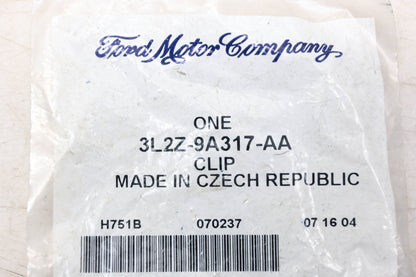 Ford Motor Company
ONE
3L2Z-9A317-AA
CLIP
MADE IN CZECH REPUBLIC
H751B 070237 07 16 04